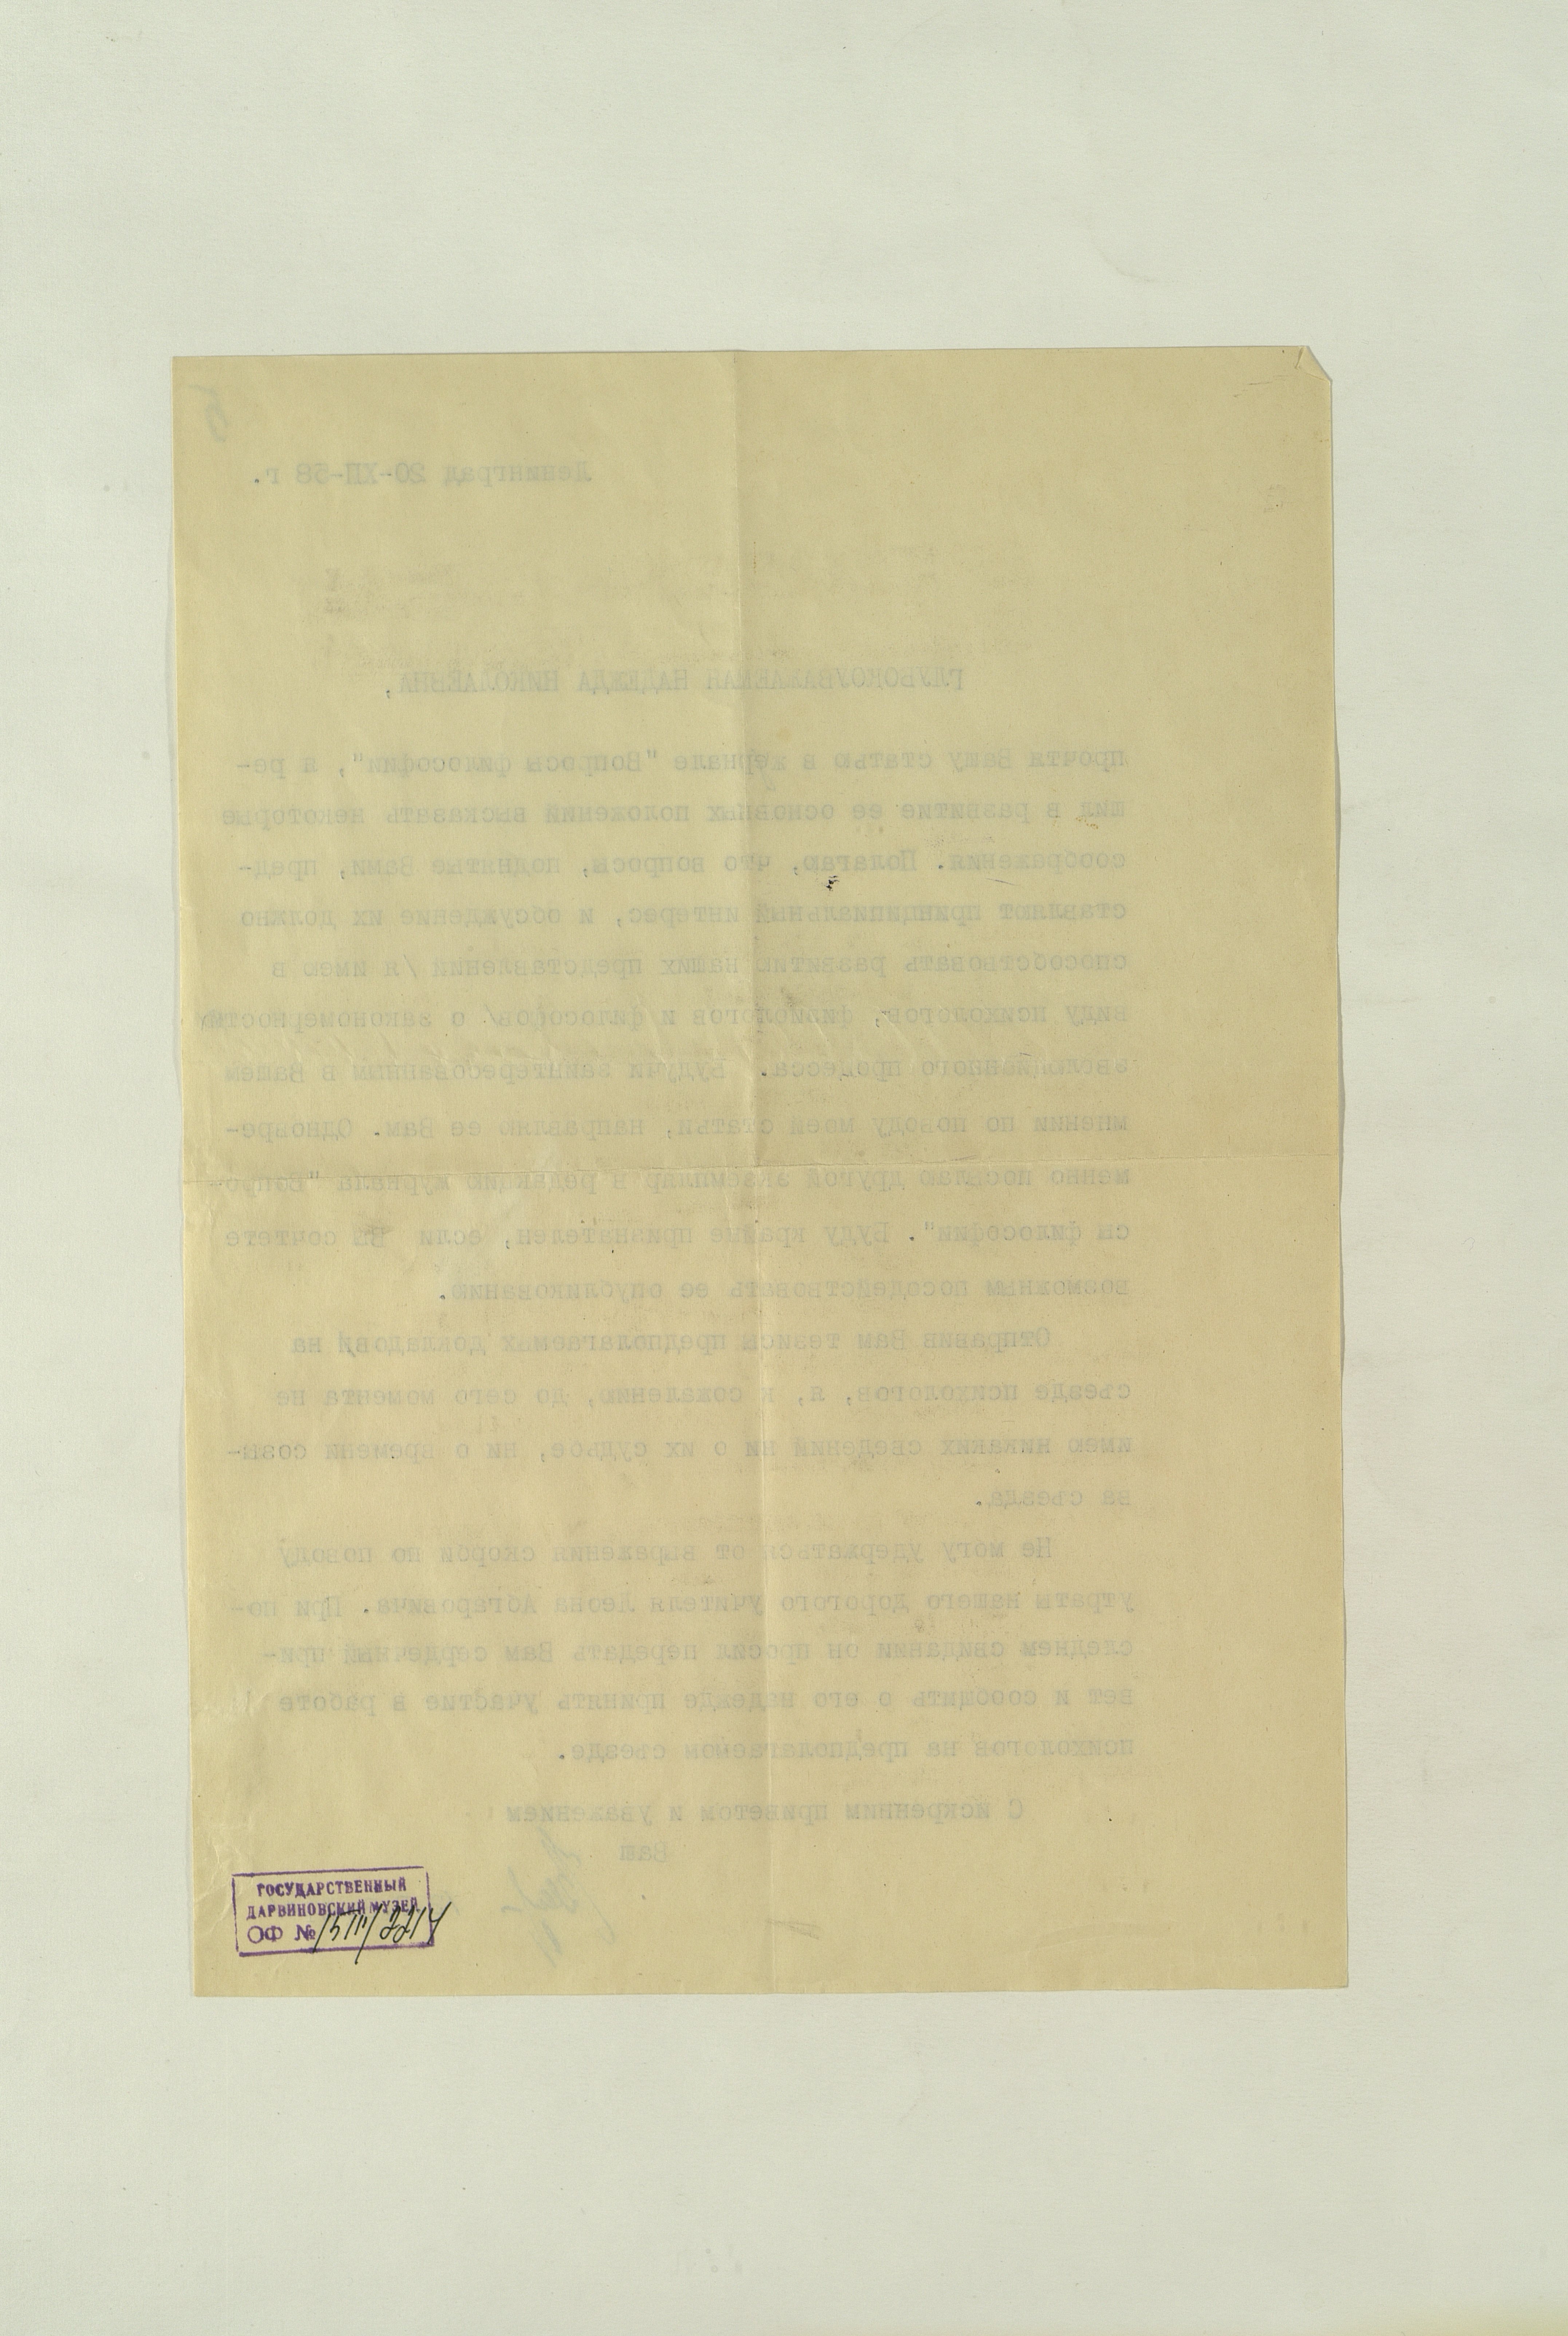 5
Ленинград 20-ХП-58 г.
ГЛУБОКОУВАЖАЕМАЯ НАДЕЖДА НИКОЛАЕВНА,
прочтя Вашу статью в журнале "Вопросы философии", я ре-
шил в развитие ее основных положений высказать некоторые
соображения. Полагаю, что вопросы, поднятые Вами, пред-
ставляют принципиальный интерес, и обсуждение их должно
способствовать развитию наших представлений /я имею в
виду психологов, физиологов и философов/ о закономерности
эволюционного процесса. Будучи заинтересованным в Вашем
мнении по поводу моей статьи, направляю ее Вам. Одновре-
менно посылаю другой экземпляр в редакцию журнала "Вопро-
сы философии". Буду крайне признателен, если Вы сочтете
возможным посодействовать ее опубликованию.
Отправив Вам тезисы предполагаемых докладов на
съезде психологов, я, к сожалению, до сего момента не
имею никаких сведений ни о их судьбе, ни о времени созы-
ва съезда.
Не могу удержаться от выражения скорби по поводу
утраты нашего дорогого учителя Леона Абгаровича. При по-
следнем свидании он просил передать Вам сердечный при-
вет и сообщить о его надежде принять участие в работе
психологов на предполагаемом съезде.
С искренним приветом и уважением
Ваш
ГОСУДАРСТВЕННЫЙ
ДАРВИНОВСКИЙ МУЗЕЙ
ОФ № 15111/2214